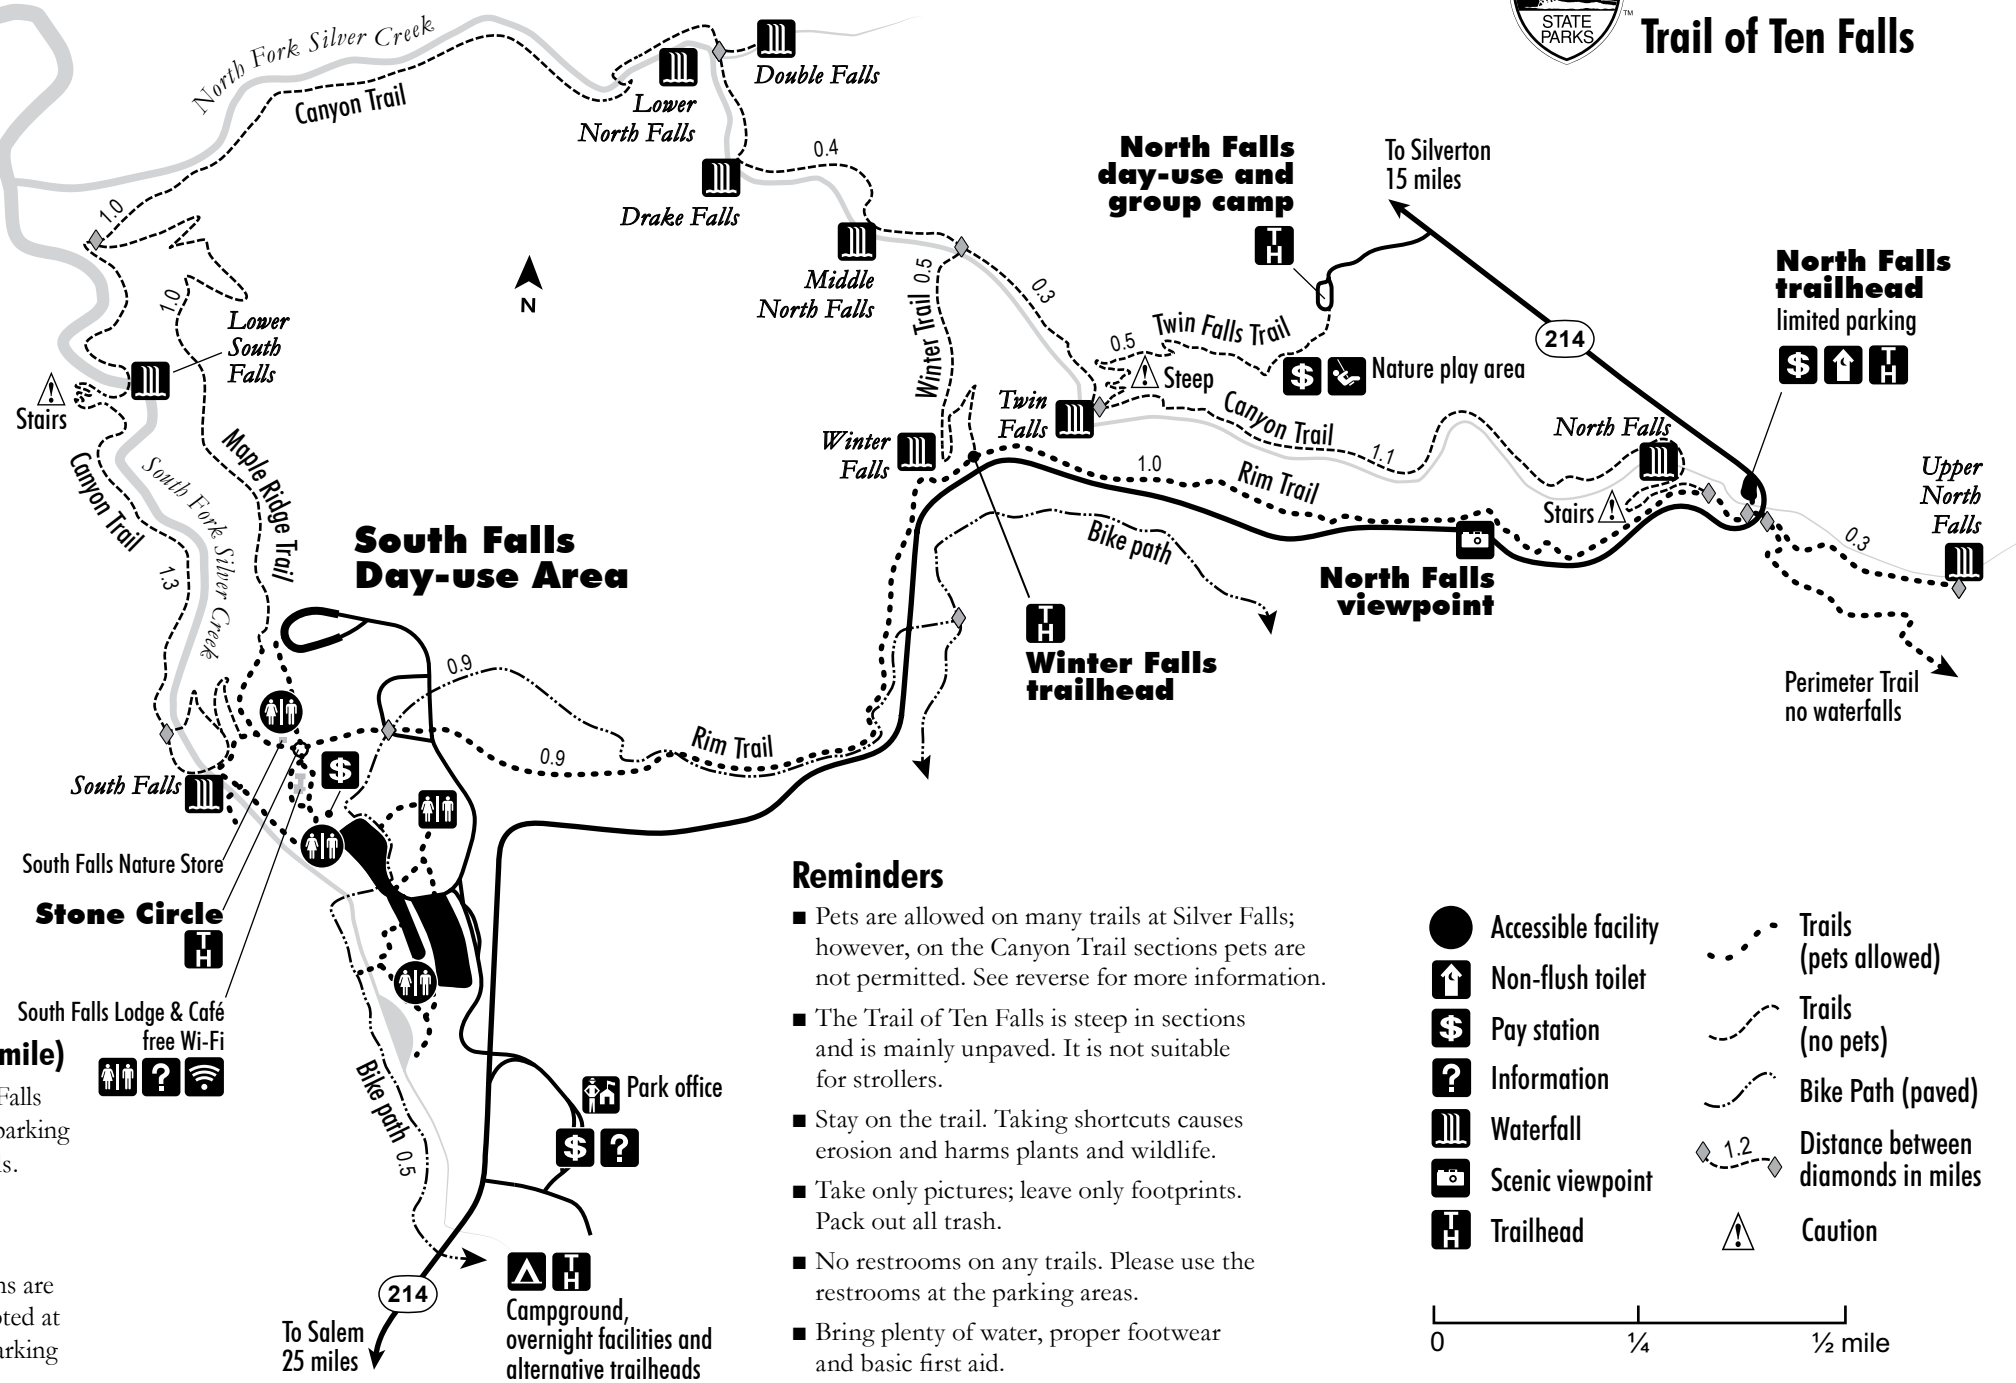 STATE
PARKS
™
Trail of Ten Falls
North Fork Silver Creek
Canyon Trail
Lower
North Falls
Double Falls
0.4
Drake Falls
Middle
North Falls
North Falls
day-use and
group camp
T
H
To Silverton
15 miles
214
North Falls
trailhead
limited parking
$
T
H
1.0
1.0
N
Lower
South
Falls
Stairs
Winter Trail 0.5
0.3
0.5
Twin Falls Trail
Steep
$
Nature play area
Twin
Falls
Canyon Trail
1.1
North Falls
Stairs
Upper
North
Falls
0.3
Winter
Falls
1.0
Rim Trail
Canyon Trail
South Fork Silver Creek
Maple Ridge Trail
1.3
South Falls
Day-use Area
Bike path
North Falls
viewpoint
T
H
Winter Falls
trailhead
Perimeter Trail
no waterfalls
0.9
0.9
Rim Trail
South Falls
$
South Falls Nature Store
Stone Circle
T
H
South Falls Lodge & Café
free Wi-Fi
?
mile)
Falls
parking
s.
ns are
oted at
arking
Bike path 0.5
Park office
$ ?
214
To Salem
25 miles
T
H
Campground,
overnight facilities and
alternative trailheads
Reminders
■ Pets are allowed on many trails at Silver Falls;
however, on the Canyon Trail sections pets are
not permitted. See reverse for more information.
■ The Trail of Ten Falls is steep in sections
and is mainly unpaved. It is not suitable
for strollers.
■ Stay on the trail. Taking shortcuts causes
erosion and harms plants and wildlife.
■ Take only pictures; leave only footprints.
Pack out all trash.
■ No restrooms on any trails. Please use the
restrooms at the parking areas.
■ Bring plenty of water, proper footwear
and basic first aid.
Accessible facility
Non-flush toilet
$ Pay station
? Information
Waterfall
Scenic viewpoint
T
H
Trailhead
Trails
(pets allowed)
Trails
(no pets)
Bike Path (paved)
1.2
Distance between
diamonds in miles
Caution
0 ¼ ½ mile